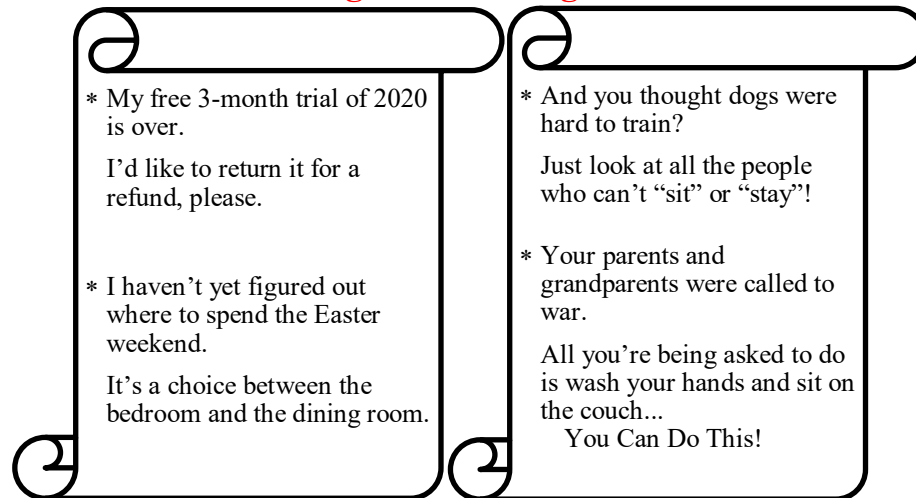 * My free 3-month trial of 2020
is over.
I’d like to return it for a
refund, please.
* I haven’t yet figured out
where to spend the Easter
weekend.
It’s a choice between the
bedroom and the dining room.
* And you thought dogs were
hard to train?
Just look at all the people
who can’t “sit” or “stay”!
* Your parents and
grandparents were called to
war.
All you’re being asked to do
is wash your hands and sit on
the couch...
You Can Do This!